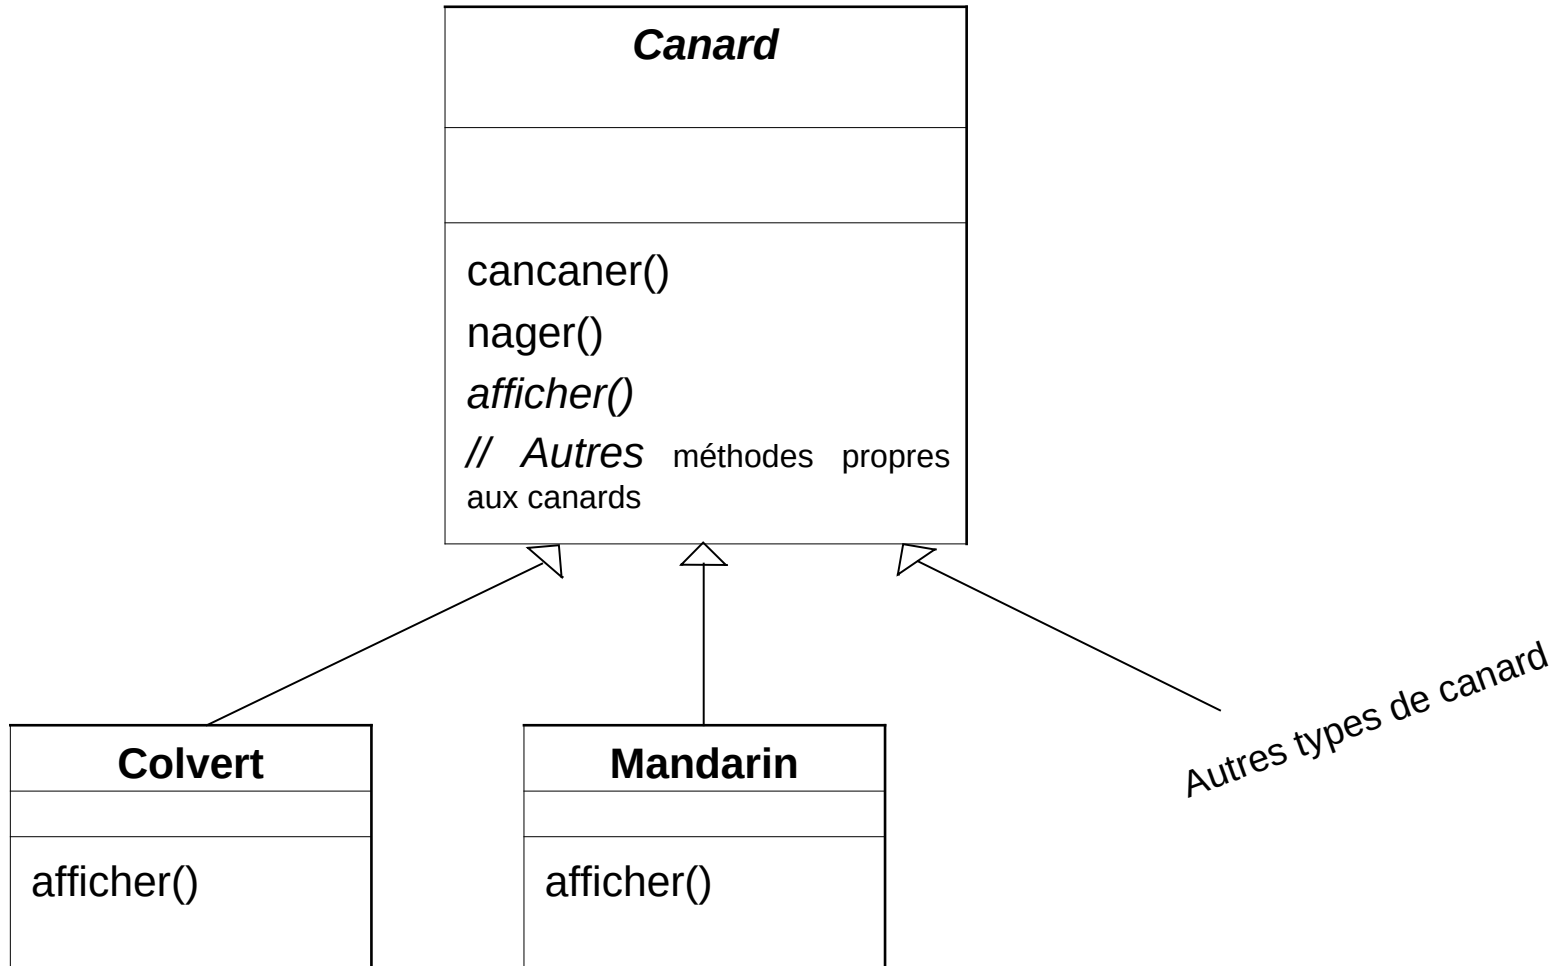 Canard
cancaner()
nager()
afficher()
// Autres méthodes propres
aux canards
Colvert
afficher()
Mandarin
afficher()
Autres types de canard